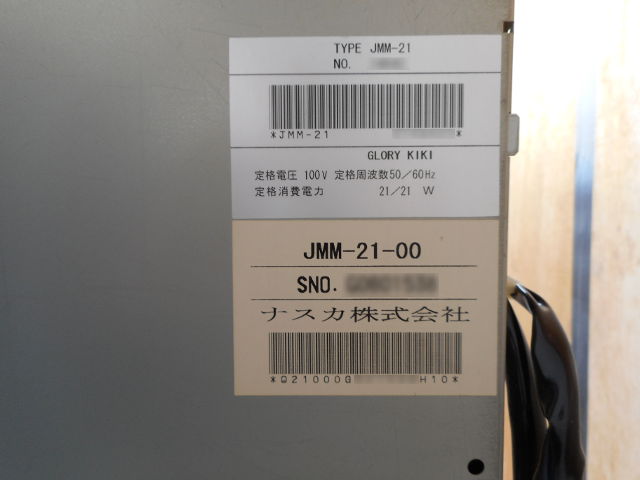 TYPE JMM-21
NO.
*JMM-21 *
GLORY KIKI
定格電圧 100V 定格周波数50／60Hz
定格消費電力 21／21 W
JMM-21-00
SNO.
ナスカ株式会社
*Q21000G H10*